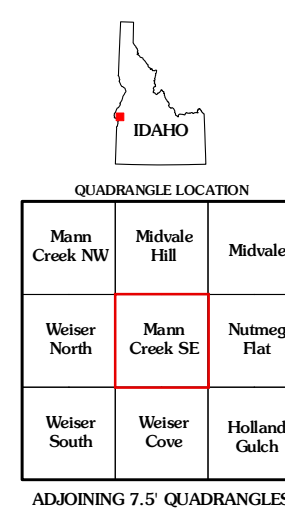 IDAHO
QUADRANGLE LOCATION
Mann
Creek NW
Midvale
Hill
Midvale
Weiser
North
Mann
Creek SE
Nutmeg
Flat
Weiser
South
Weiser
Cove
Holland
Gulch
ADJOINING 7.5' QUADRANGLES